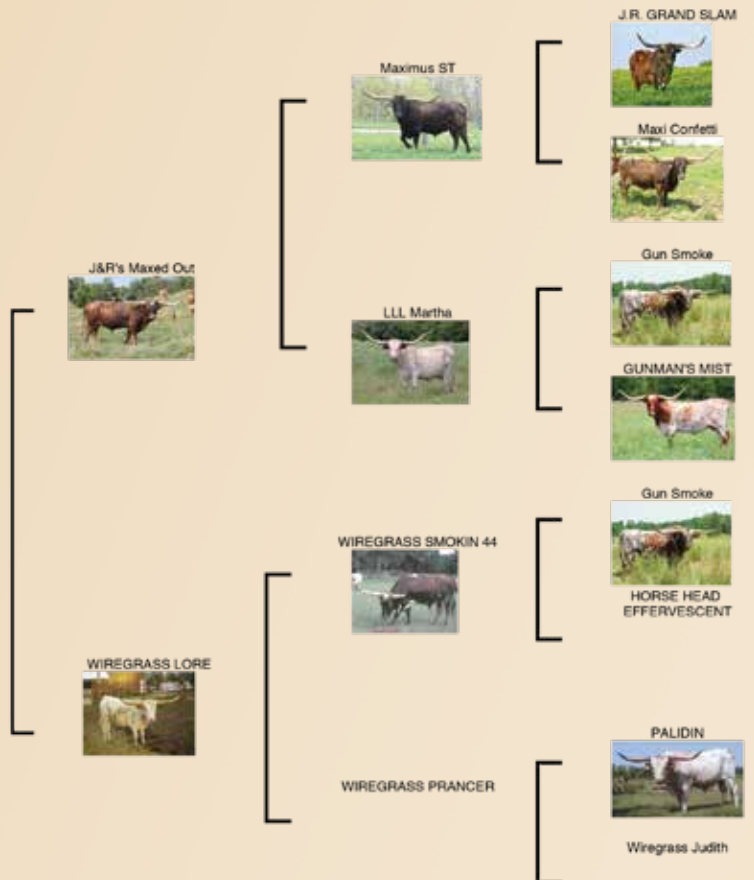 J.R. GRAND SLAM
Maximus ST
Maxi Confetti
J&R's Maxed Out
Gun Smoke
LLL Martha
GUNMAN'S MIST
Gun Smoke
WIREGRASS SMOKIN 44
HORSE HEAD
EFFERVESCENT
WIREGRASS LORE
PALIDIN
WIREGRASS PRANCER
Wiregrass Judith